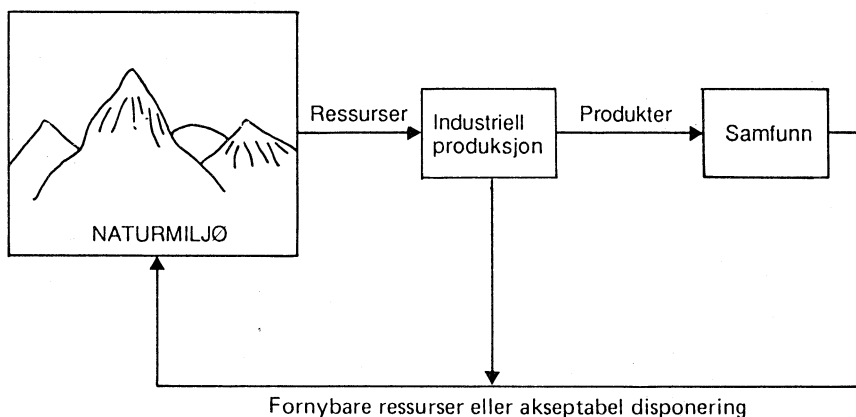 NATURMILJØ
Ressurser
Industriell
produksjon
Produkter
Samfunn
Fornybare ressurser eller akseptabel disponering